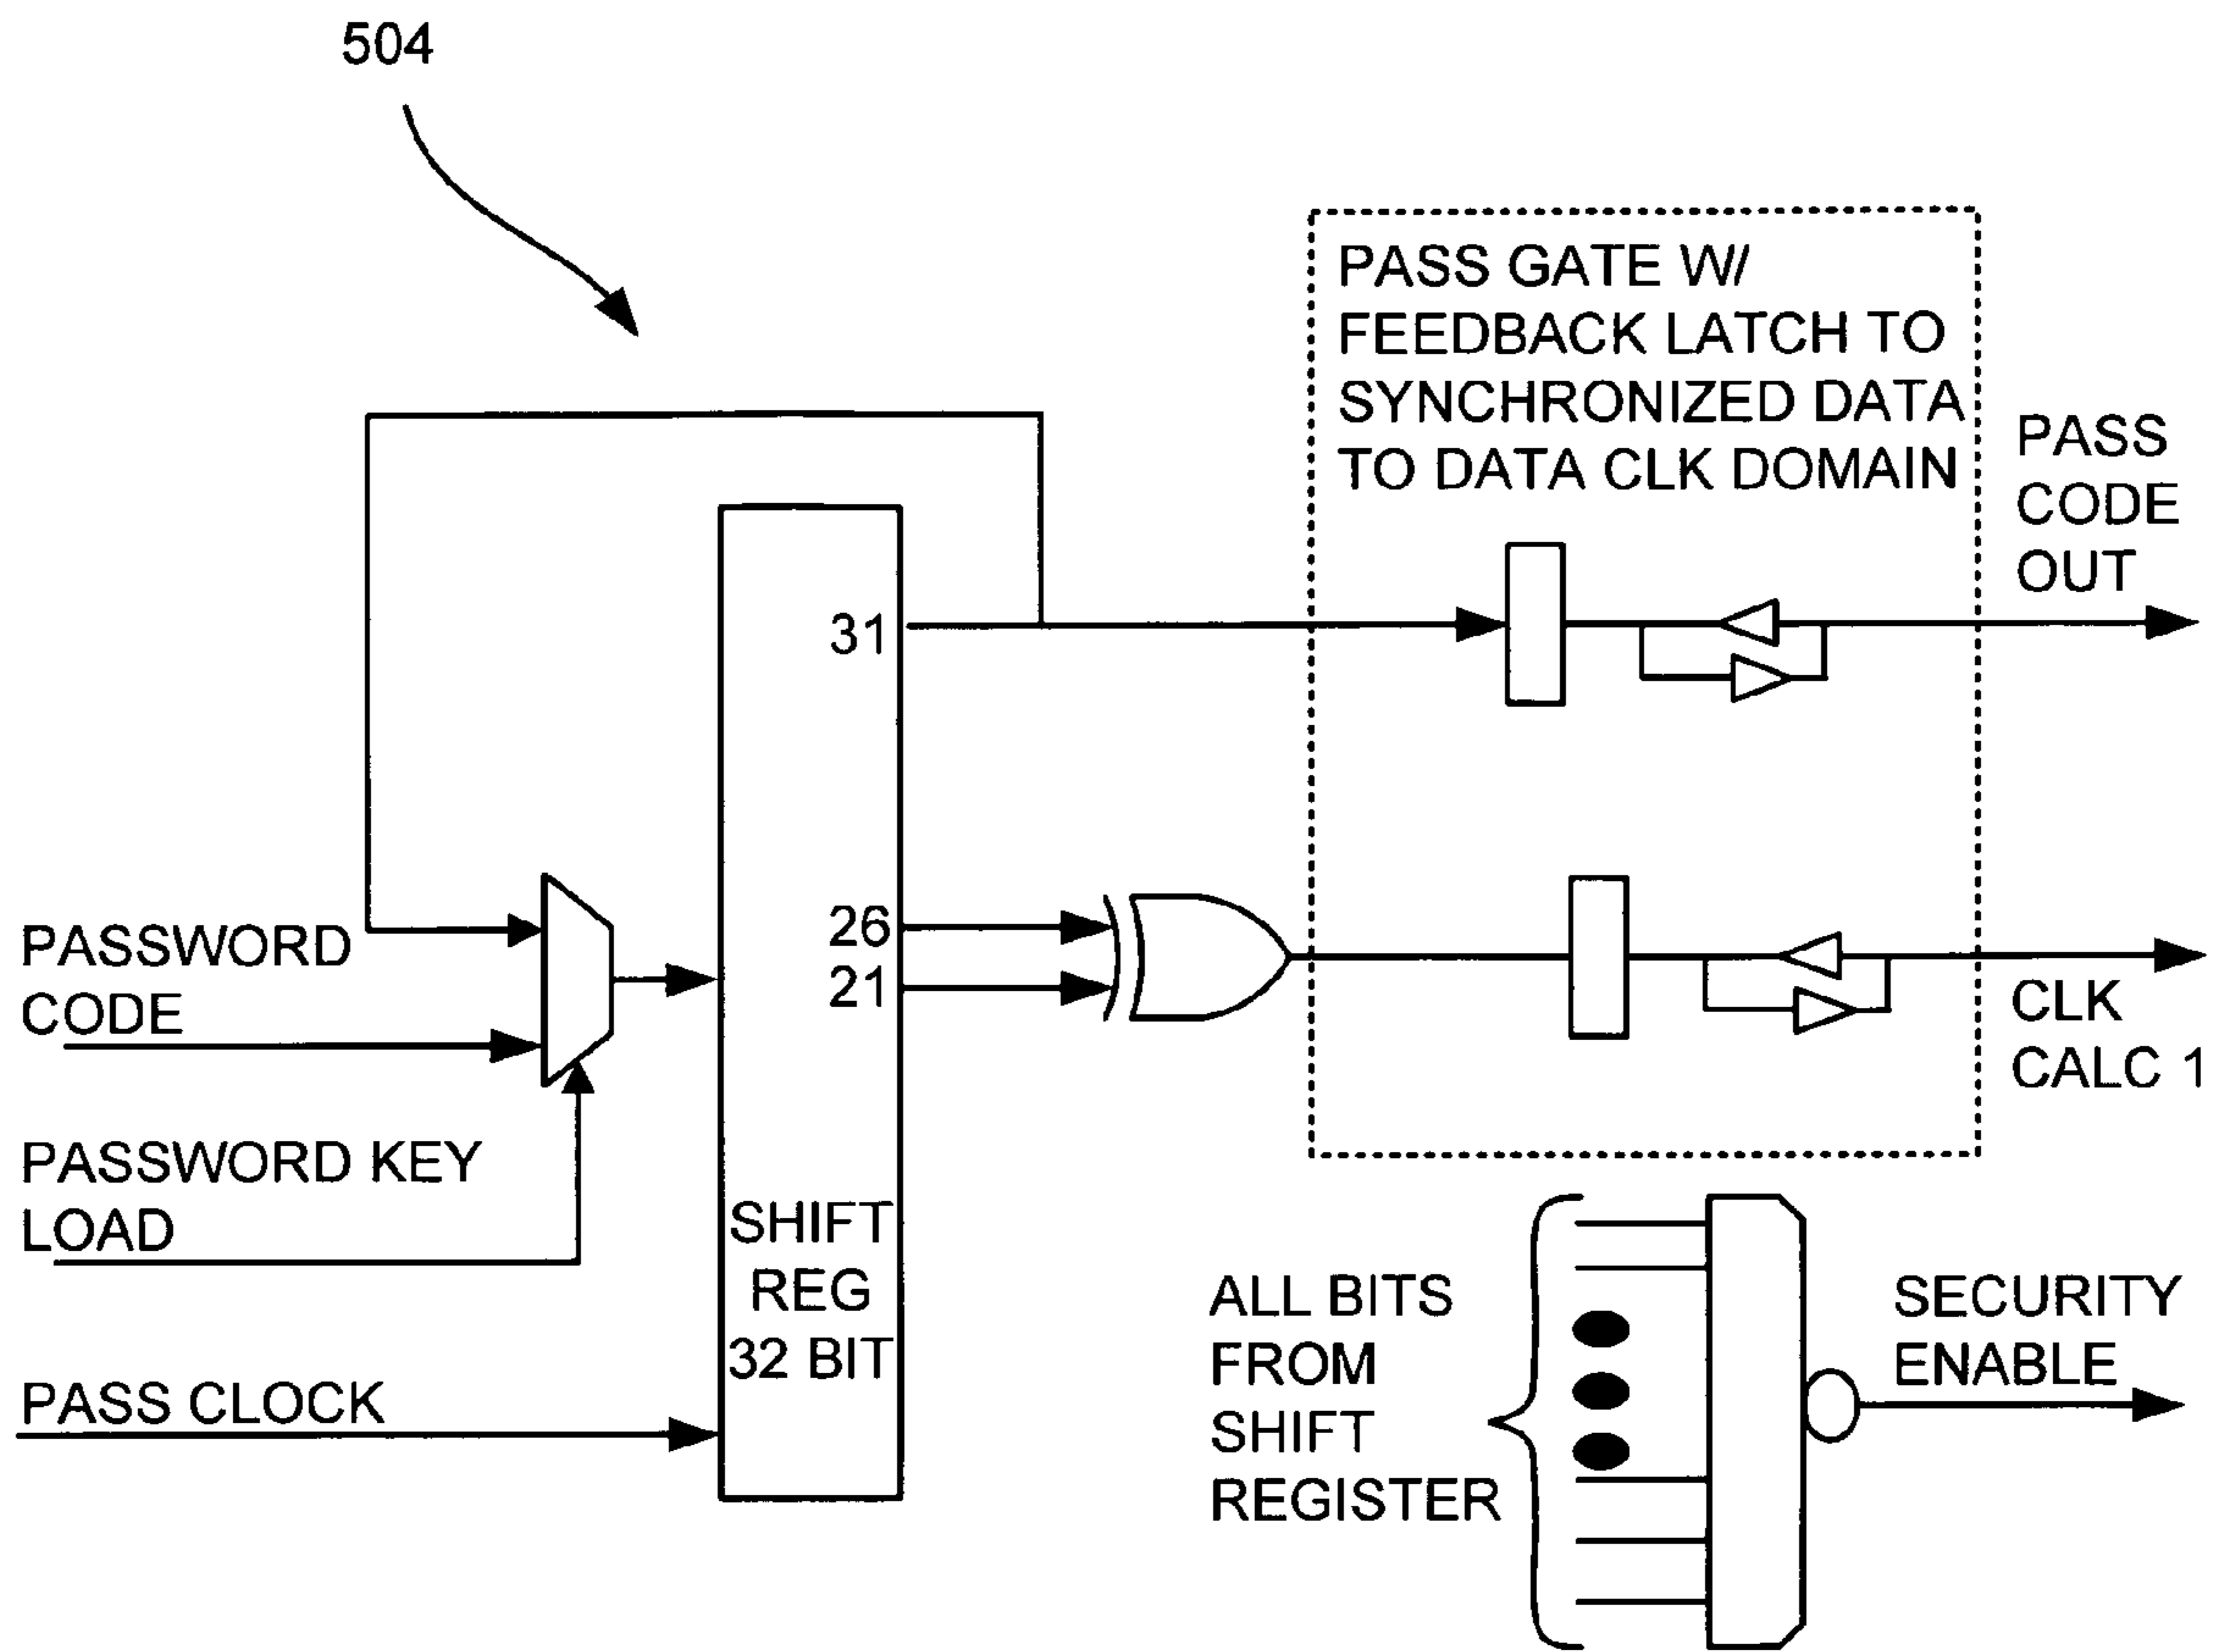 504
PASS GATE W/
FEEDBACK LATCH TO
SYNCHRONIZED DATA
TO DATA CLK DOMAIN
PASS
CODE
OUT
31
26
21
PASSWORD
CODE
CLK
CALC 1
PASSWORD KEY
LOAD
SHIFT
REG
32 BIT
PASS CLOCK
ALL BITS
FROM
SHIFT
REGISTER
SECURITY
ENABLE